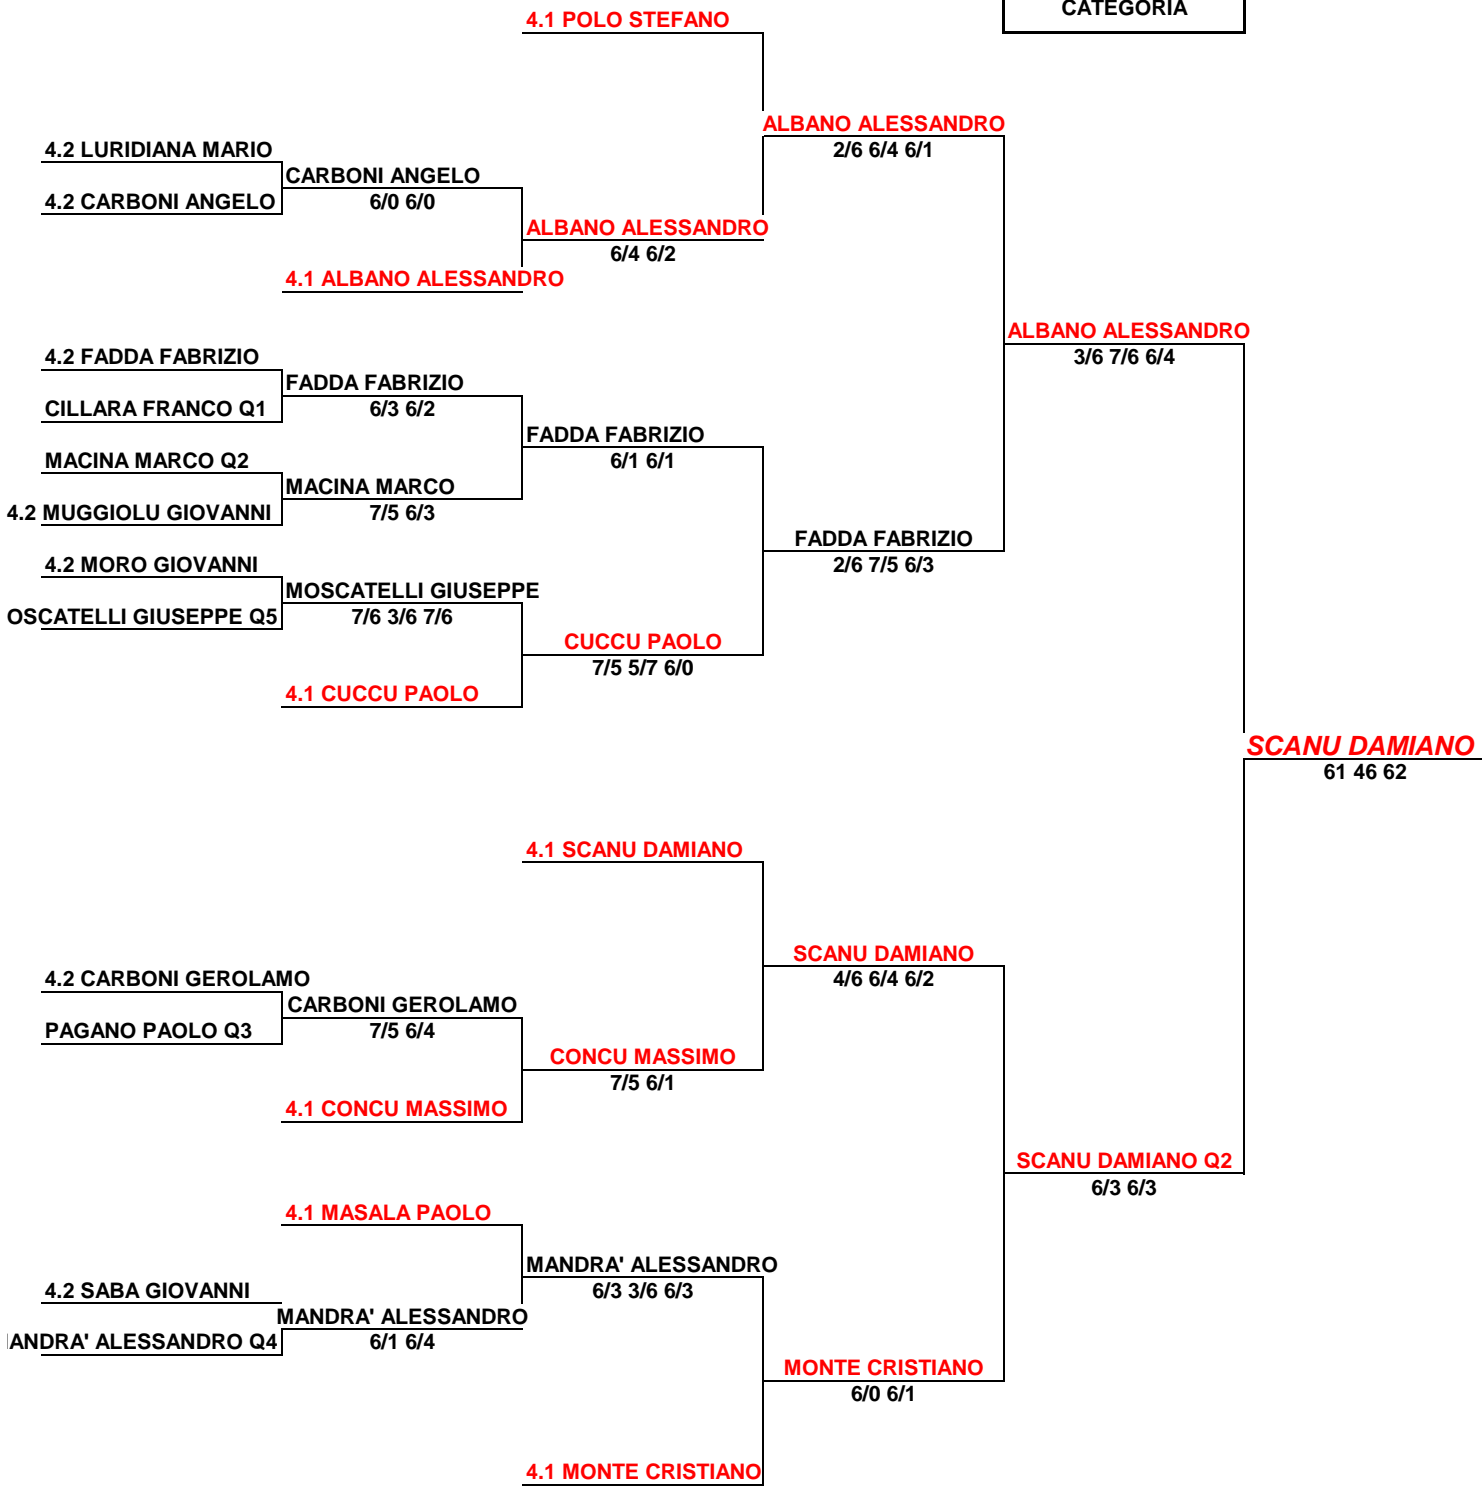 CATEGORIA
4.1 POLO STEFANO
ALBANO ALESSANDRO
2/6 6/4 6/1
4.2 LURIDIANA MARIO
CARBONI ANGELO
4.2 CARBONI ANGELO
6/0 6/0
ALBANO ALESSANDRO
6/4 6/2
4.1 ALBANO ALESSANDRO
ALBANO ALESSANDRO
3/6 7/6 6/4
4.2 FADDA FABRIZIO
FADDA FABRIZIO
CILLARA FRANCO Q1
6/3 6/2
FADDA FABRIZIO
6/1 6/1
MACINA MARCO Q2
MACINA MARCO
4.2 MUGGIOLU GIOVANNI
7/5 6/3
FADDA FABRIZIO
2/6 7/5 6/3
4.2 MORO GIOVANNI
MOSCATELLI GIUSEPPE
OSCATELLI GIUSEPPE Q5
7/6 3/6 7/6
CUCCU PAOLO
7/5 5/7 6/0
4.1 CUCCU PAOLO
SCANU DAMIANO
61 46 62
4.1 SCANU DAMIANO
SCANU DAMIANO
4/6 6/4 6/2
4.2 CARBONI GEROLAMO
CARBONI GEROLAMO
PAGANO PAOLO Q3
7/5 6/4
CONCU MASSIMO
7/5 6/1
4.1 CONCU MASSIMO
SCANU DAMIANO Q2
6/3 6/3
4.1 MASALA PAOLO
MANDRA' ALESSANDRO
6/3 3/6 6/3
4.2 SABA GIOVANNI
MANDRA' ALESSANDRO
ANDRA' ALESSANDRO Q4
6/1 6/4
MONTE CRISTIANO
6/0 6/1
4.1 MONTE CRISTIANO